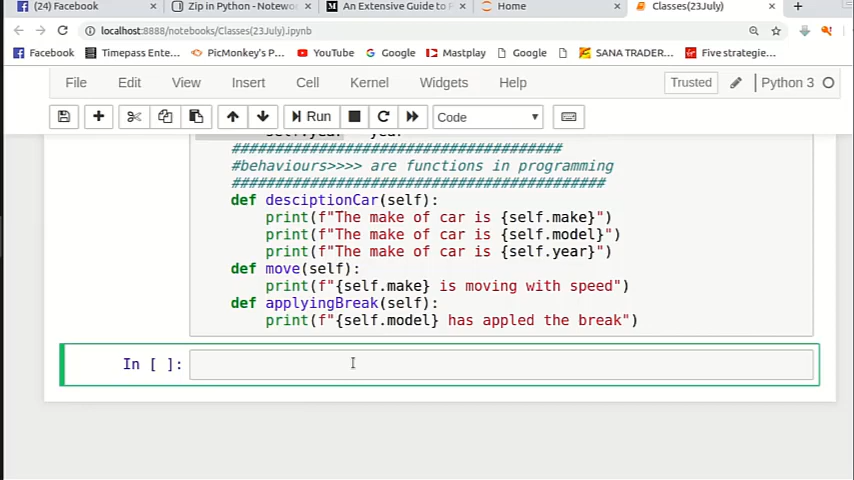 (24) Facebook
Zip in Python - Notewo
An Extensive Guide to P
Home
Classes(23July)
localhost:8888/notebooks/Classes(23July).ipynb
Facebook Timepass Ente... PicMonkey's P... YouTube Google Mastplay Google SANA TRADER... Five strategie...
File Edit View Insert Cell Kernel Widgets Help Trusted Python 3
Run Code
self.year = year
######################################
#behaviours>>>> are functions in programming
###########################################
def desciptionCar(self):
print(f"The make of car is {self.make}")
print(f"The make of car is {self.model}")
print(f"The make of car is {self.year}")
def move(self):
print(f"{self.make} is moving with speed")
def applyingBreak(self):
print(f"{self.model} has appled the break")
In [ ]: